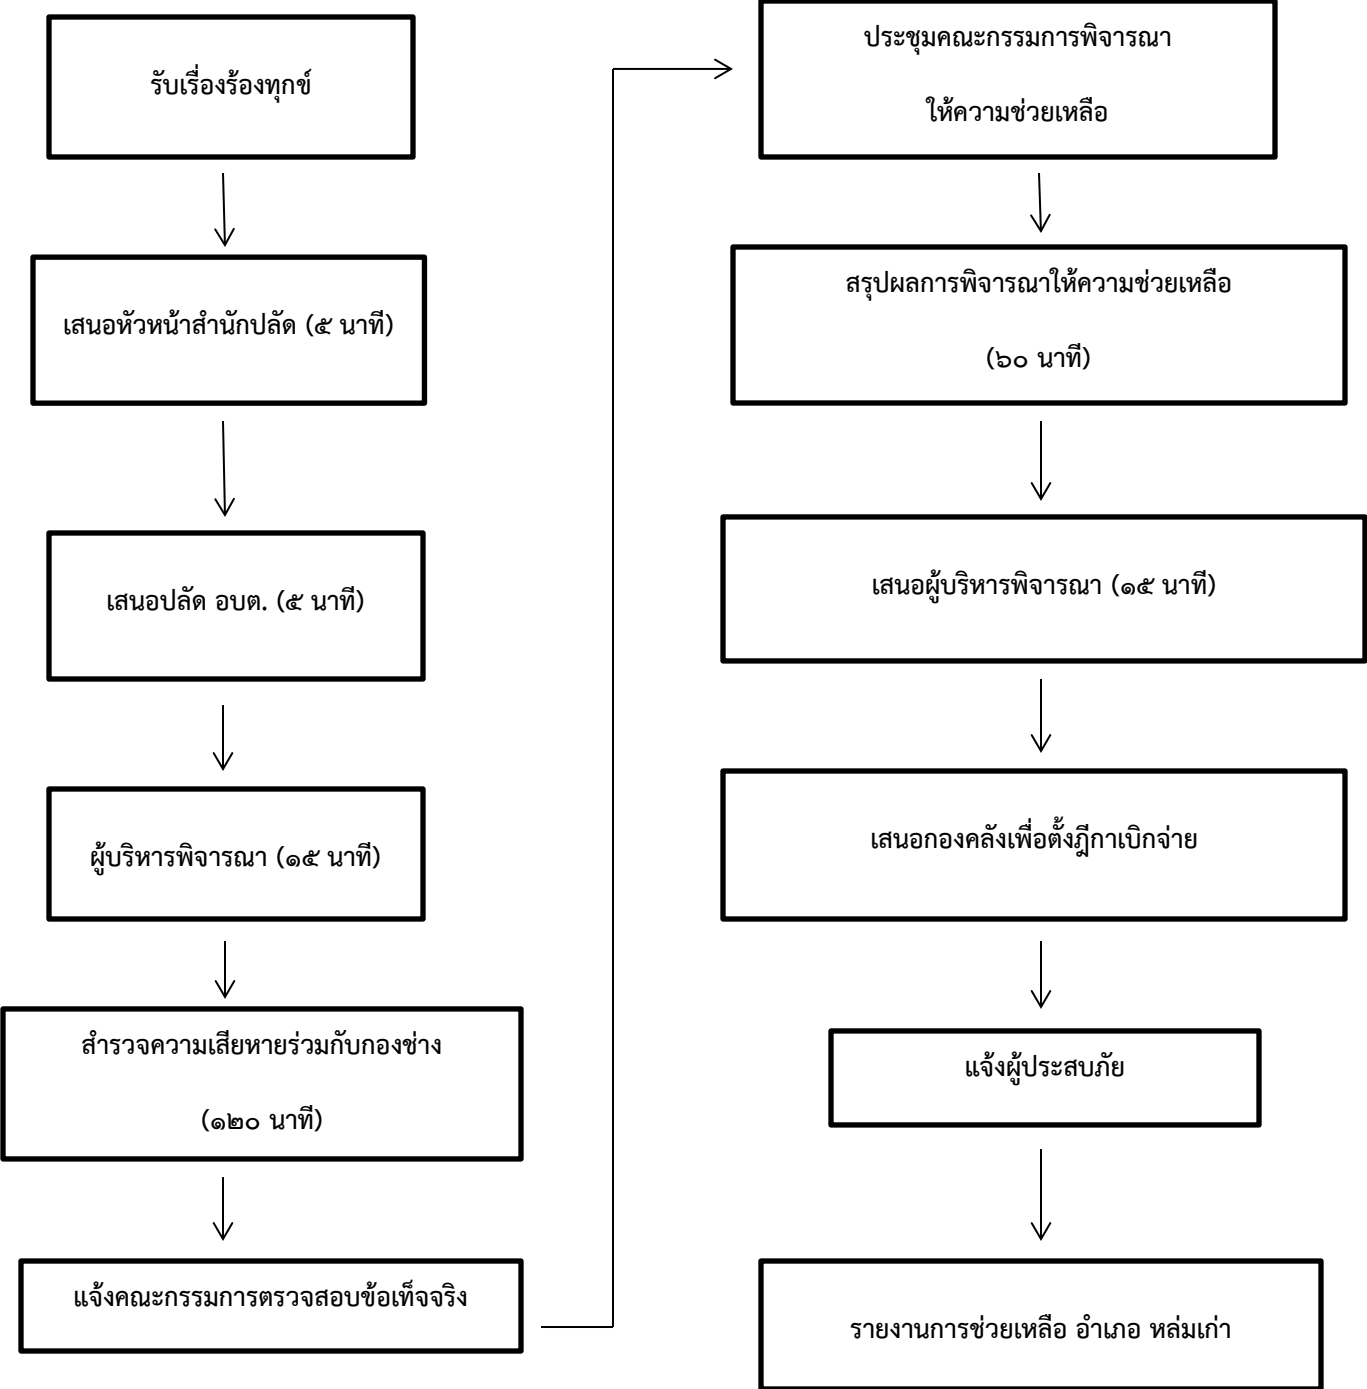 รับเรื่องร้องทุกข์
เสนอหัวหน้าสำนักปลัด (๕ นาที)
เสนอปลัด อบต. (๕ นาที)
ผู้บริหารพิจารณา (๑๕ นาที)
สำรวจความเสียหายร่วมกับกองช่าง
(๑๒๐ นาที)
แจ้งคณะกรรมการตรวจสอบข้อเท็จจริง
ประชุมคณะกรรมการพิจารณา
ให้ความช่วยเหลือ
สรุปผลการพิจารณาให้ความช่วยเหลือ
(๖๐ นาที)
เสนอผู้บริหารพิจารณา (๑๕ นาที)
เสนอกองคลังเพื่อตั้งฎีกาเบิกจ่าย
แจ้งผู้ประสบภัย
รายงานการช่วยเหลือ อำเภอ หล่มเก่า